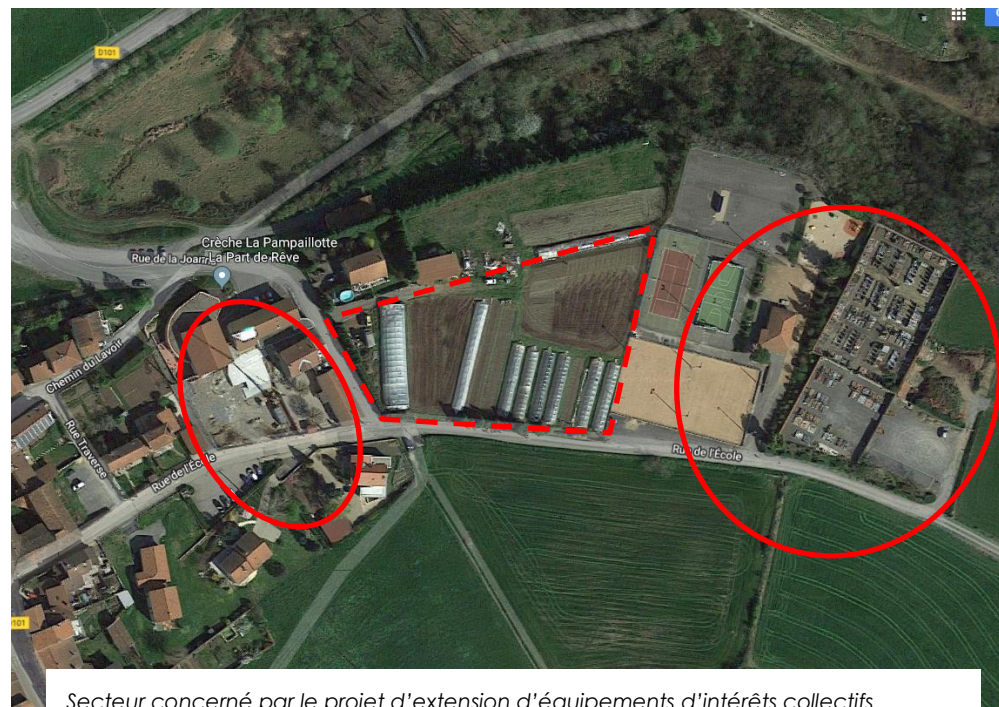 D101
Crèche La Pampaillotte
Rue de la Joanna La Part de Rêve
Chemin du Lavoir
Rue Traverse
Rue de l'École
Rue de l'École
D101
Secteur concerné par le projet d'extension d'équipements d'intérêts collectifs